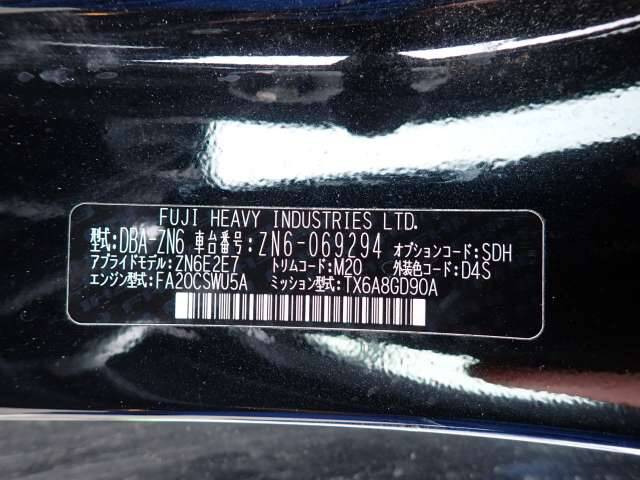 FUJI HEAVY INDUSTRIES LTD.
型式:DBA-ZN6 車台番号:ZN6-069294 オプションコード:SDH
アプライドモデル:ZN6E2E7 トリムコード:M20 外装色コード:D4S
エンジン型式:FA20CSWU5A ミッション型式:TX6A8GD90A